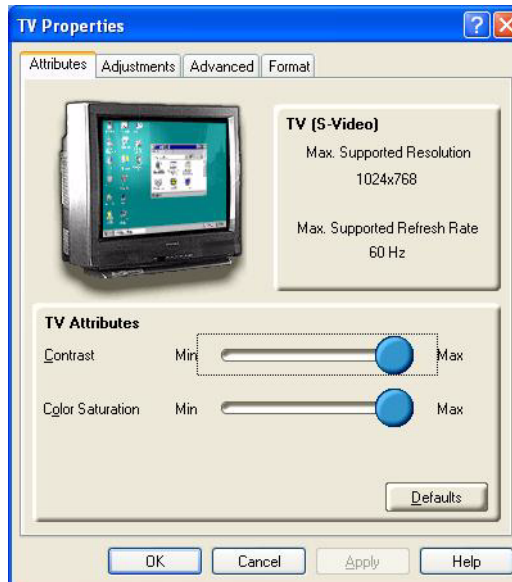 TV Properties
Attributes Adjustments Advanced Format
TV (S-Video)
Max. Supported Resolution
1024x768
Max. Supported Refresh Rate
60 Hz
TV Attributes
Contrast Min Max
Color Saturation Min Max
Defaults
OK Cancel Apply Help